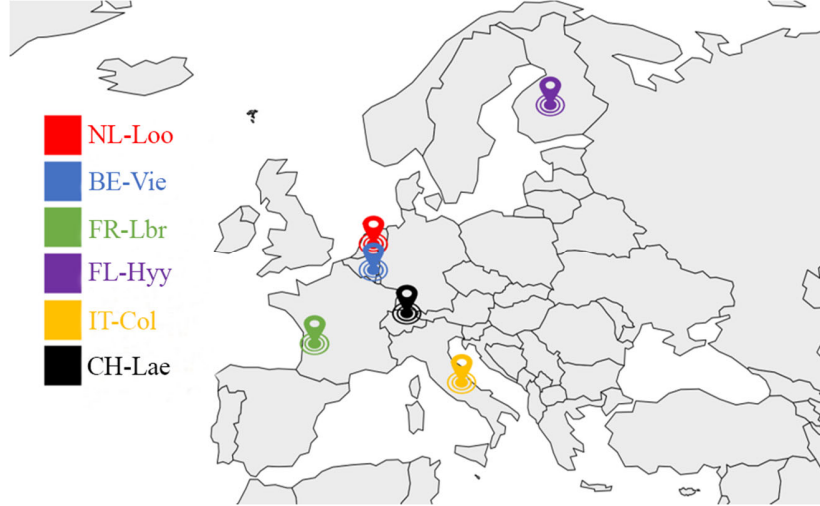 NL-Loo
BE-Vie
FR-Lbr
FL-Hyy
IT-Col
CH-Lae